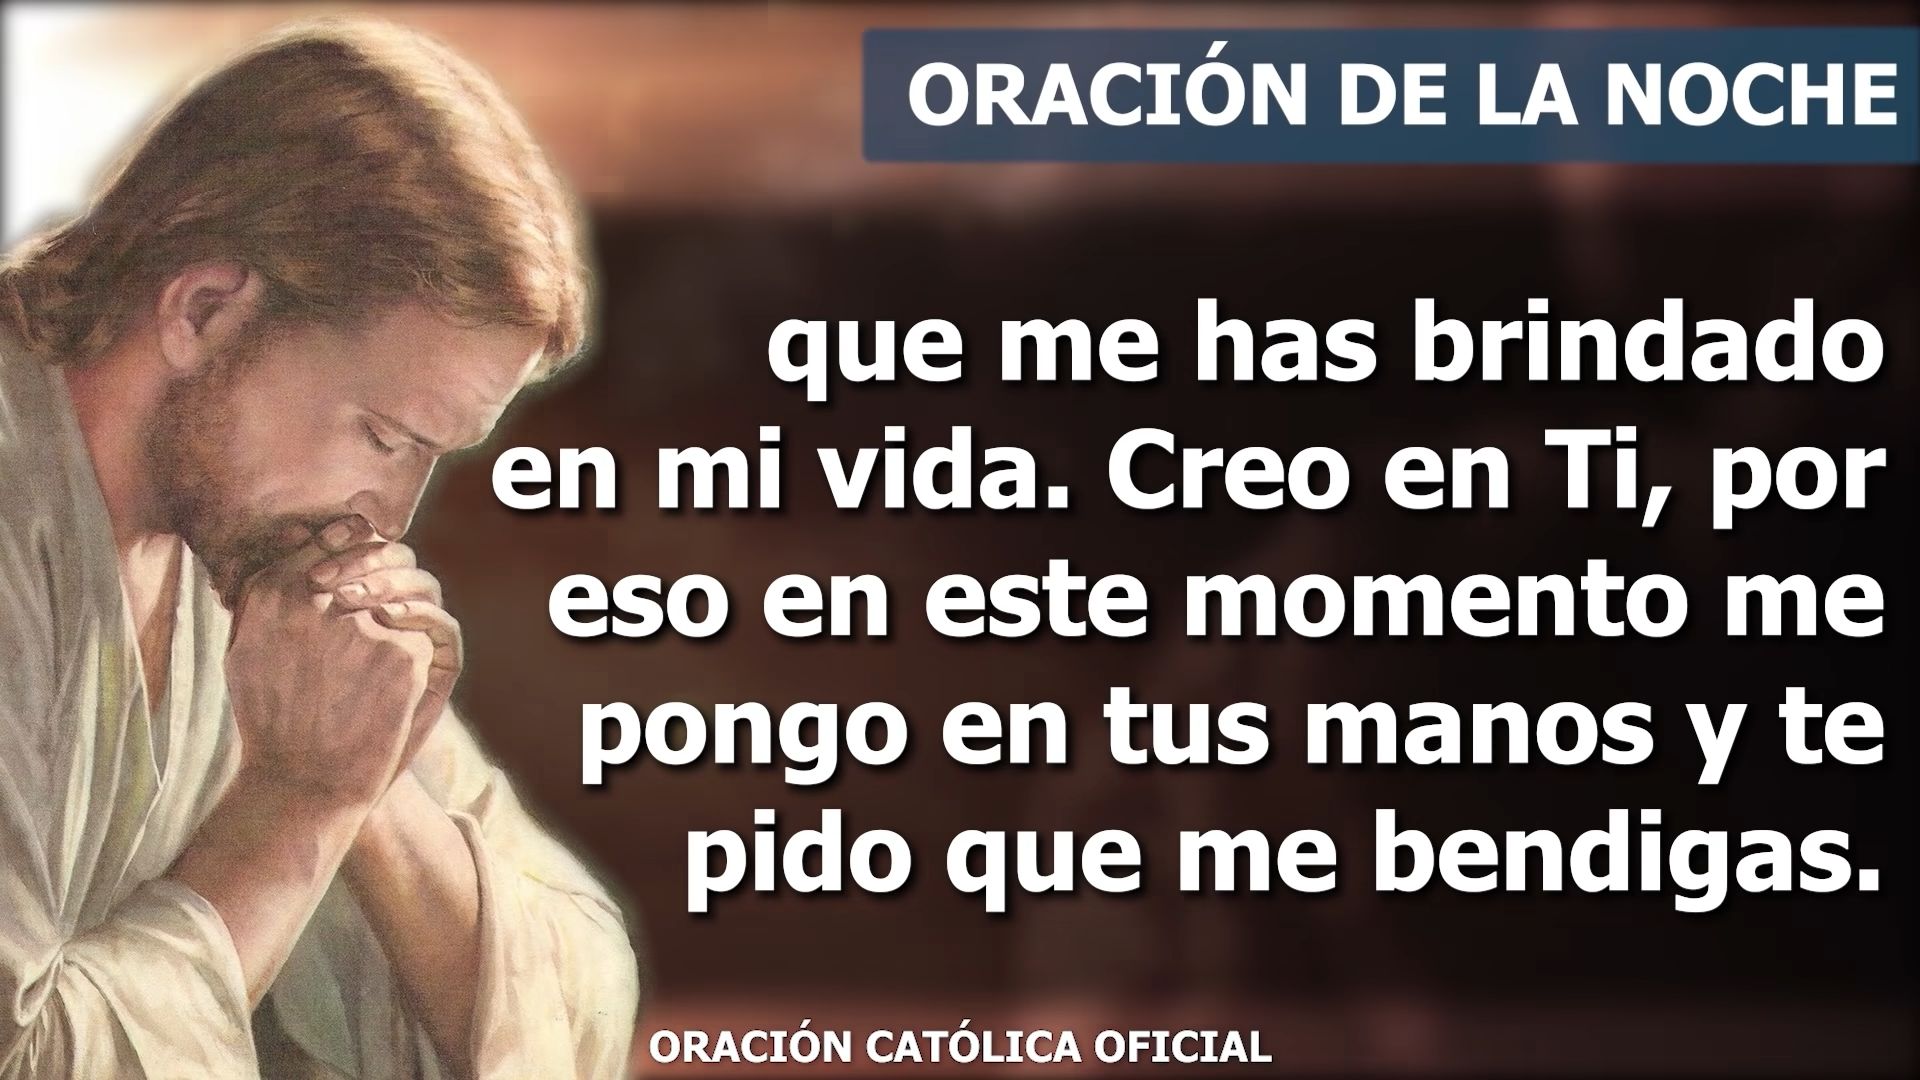 ORACIÓN DE LA NOCHE
que me has brindado
en mi vida. Creo en Ti, por
eso en este momento me
pongo en tus manos y te
pido que me bendigas.
ORACIÓN CATÓLICA OFICIAL